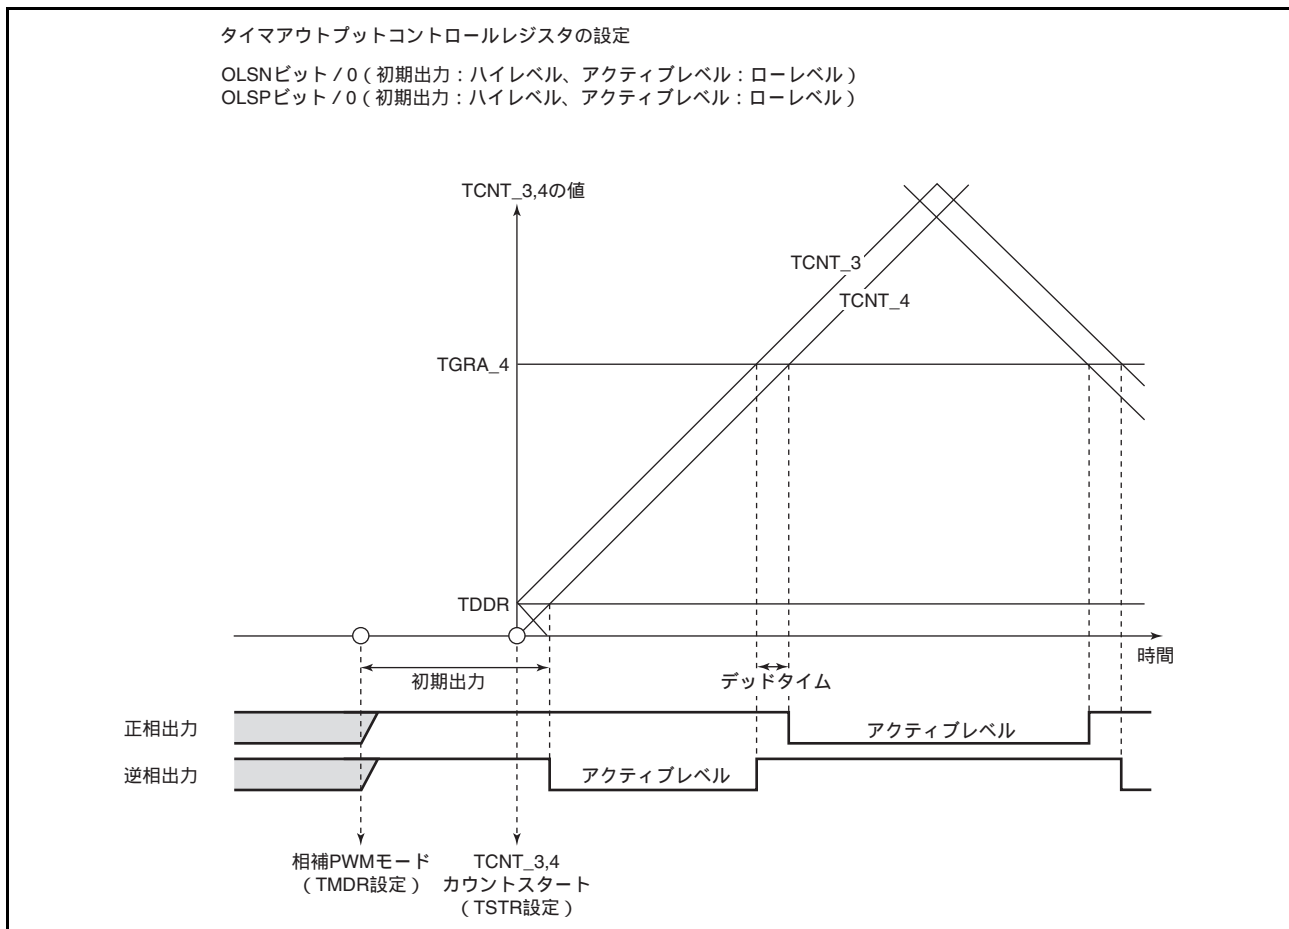 タイマアウトプットコントロールレジスタの設定
OLSNビット / 0 ( 初期出力 : ハイレベル、アクティブレベル : ローレベル )
OLSPビット / 0 ( 初期出力 : ハイレベル、アクティブレベル : ローレベル )
TCNT_3,4の値
TCNT_3
TCNT_4
TGRA_4
TDDR
時間
初期出力
デッドタイム
正相出力
アクティブレベル
逆相出力
アクティブレベル
相補PWMモード
( TMDR設定 )
TCNT_3,4
カウントスタート
( TSTR設定 )